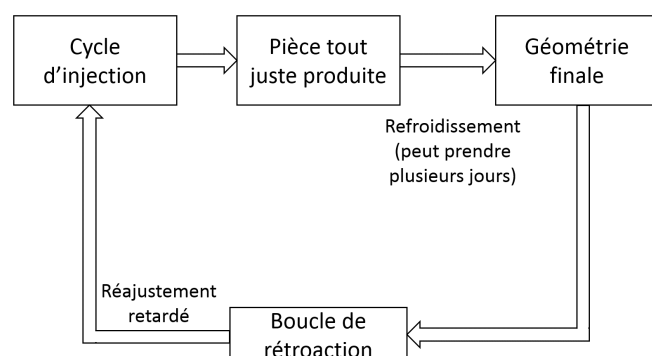 Cycle
d’injection
Pièce tout
juste produite
Géométrie
finale
Refroidissement
(peut prendre
plusieurs jours)
Réajustement
retardé
Boucle de
rétroaction